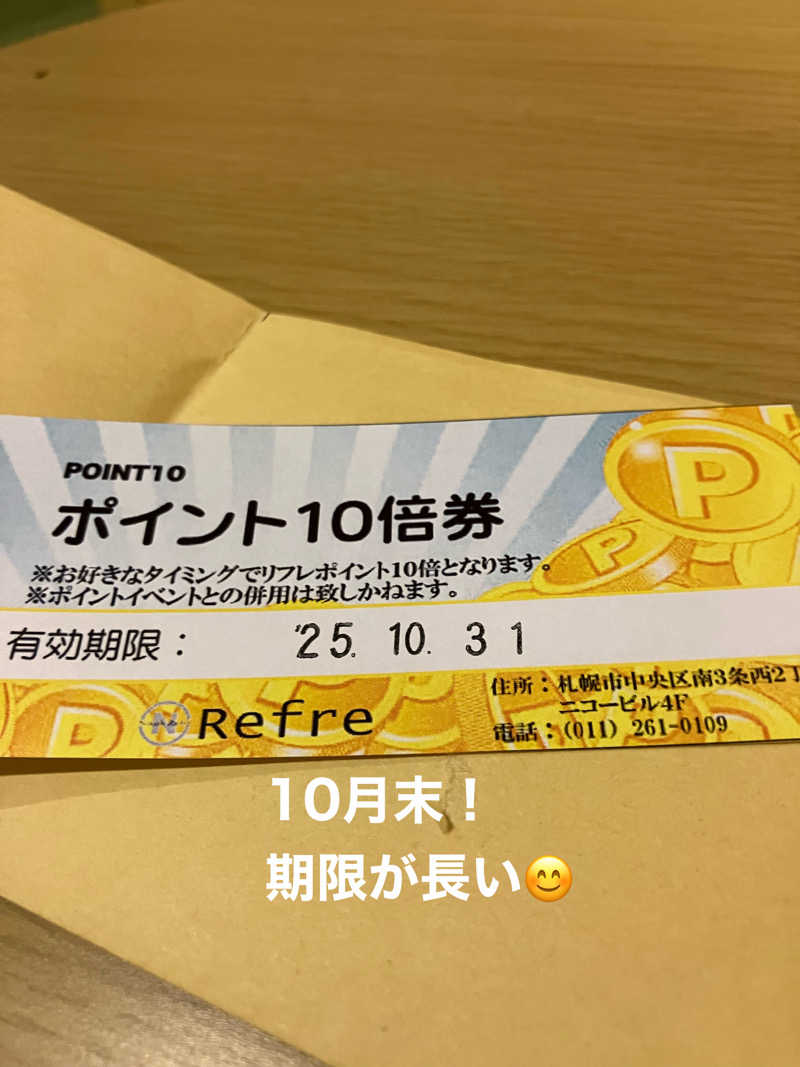 POINT10
ポイント10倍券
※お好きなタイミングでリフレポイント10倍となります。
※ポイントイベントとの併用は致しかねます。
有効期限： '25. 10. 31
N Refre
住所：札幌市中央区南3条西2丁
ニコービル4F
電話：(011) 261-0109
P
P
P
10月末！
期限が長い😊